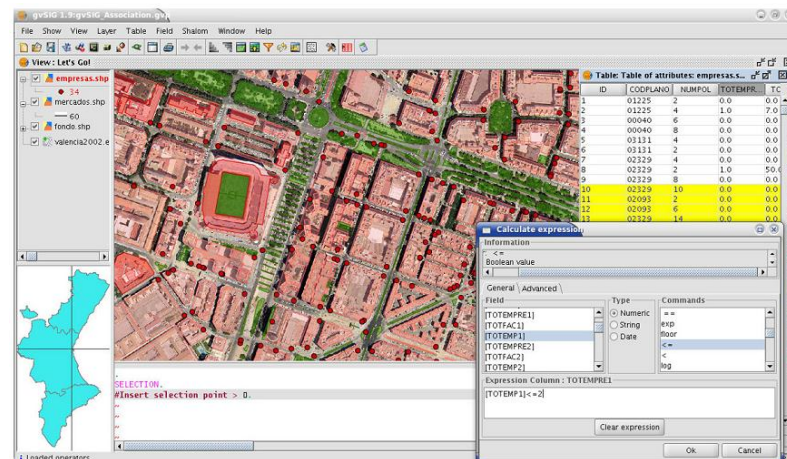 gvSIG 1.9:gvSIG_Association.gv
File Show View Layer Table Field Shalom Window Help
View : Let's Go!
empresas.shp
34
mercados.shp
60
fondo.shp
valencia2002.e
SELECTION.
#Insert selection point > 0.
Loaded operators
Table: Table of attributes: empresas.s...
ID CODPLANO NUMPOL TOTEMPR... TC
1 01225 2 0.0 0.0
2 01225 4 1.0 7.0
3 00040 6 0.0 0.0
4 00040 8 0.0 0.0
5 03131 4 0.0 0.0
6 03131 2 0.0 0.0
7 02329 4 0.0 0.0
8 02329 2 1.0 50.0
9 02329 8 0.0 0.0
10 02329 10 0.0 0.0
11 02093 2 0.0 0.0
12 02093 6 0.0 0.0
13 02329 14 0.0 0.0
Calculate expression
Information
<=
Boolean value
General Advanced
Field Type Commands
[TOTEMPRE1] Numeric ==
[TOTFAC1] String exp
[TOTEMP1] Date floor
[TOTEMPRE2] <=
[TOTFAC2] <
[TOTEMP2] log
Expression Column : TOTEMPRE1
[TOTEMP1]<=2
Clear expression
Ok Cancel